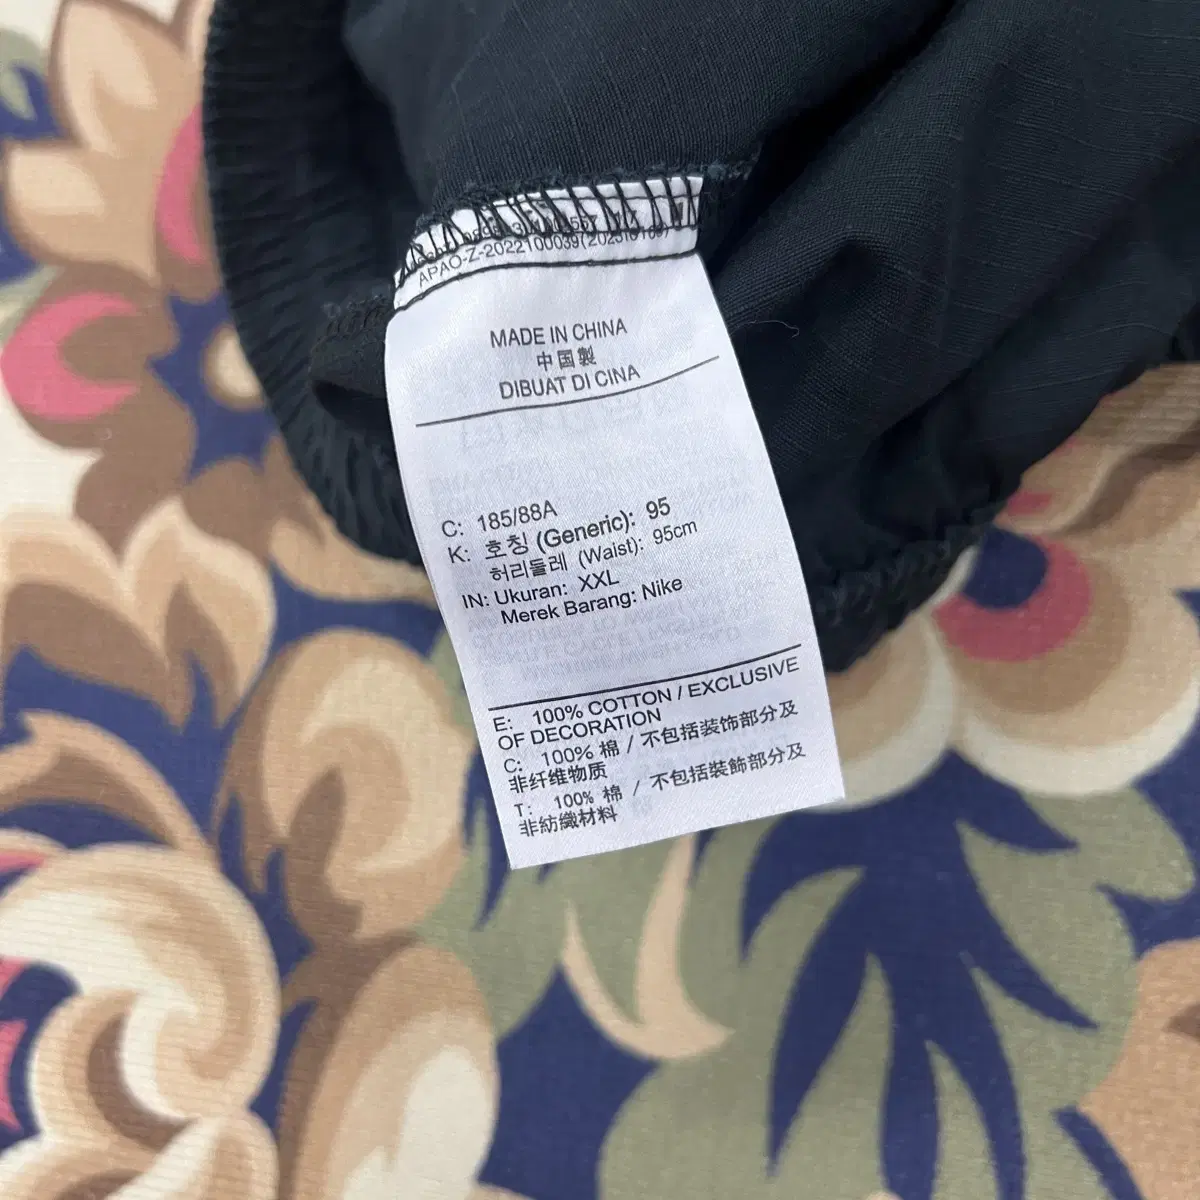 APAO-Z-2022100039
MADE IN CHINA
中国製
DIBUAT DI CINA
C: 185/88A
K: 호칭 (Generic): 95
허리둘레 (Waist): 95cm
IN: Ukuran: XXL
Merek Barang: Nike
E: 100% COTTON / EXCLUSIVE
OF DECORATION
C: 100% 棉 / 不包括装饰部分及
非纤维物质
T: 100% 棉 / 不包括裝飾部分及
非紡織材料